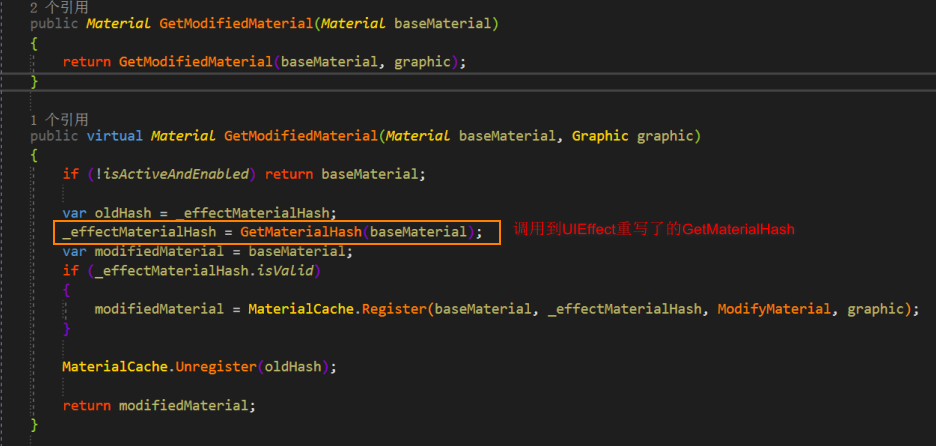 2 个引用
public Material GetModifiedMaterial(Material baseMaterial)
{
return GetModifiedMaterial(baseMaterial, graphic);
}
1 个引用
public virtual Material GetModifiedMaterial(Material baseMaterial, Graphic graphic)
{
if (!isActiveAndEnabled) return baseMaterial;
var oldHash = _effectMaterialHash;
_effectMaterialHash = GetMaterialHash(baseMaterial); 调用到UIEffect重写了的GetMaterialHash
var modifiedMaterial = baseMaterial;
if (_effectMaterialHash.isValid)
{
modifiedMaterial = MaterialCache.Register(baseMaterial, _effectMaterialHash, ModifyMaterial, graphic);
}
MaterialCache.Unregister(oldHash);
return modifiedMaterial;
}